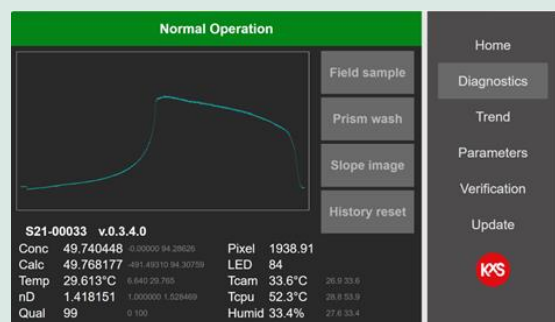 Normal Operation
Field sample
Prism wash
Slope image
History reset
S21-00033 v.0.3.4.0
Conc 49.740448 -0.00000 94.28626 Pixel 1938.91
Calc 49.768177 -491.49310 94.30759 LED 84
Temp 29.613°C 6.640 29.765 Tcam 33.6°C 26.9 33.6
nD 1.418151 1.000000 1.528469 Tcpu 52.3°C 28.8 53.9
Qual 99 0 100 Humid 33.4% 27.6 33.4
Home
Diagnostics
Trend
Parameters
Verification
Update
KXS